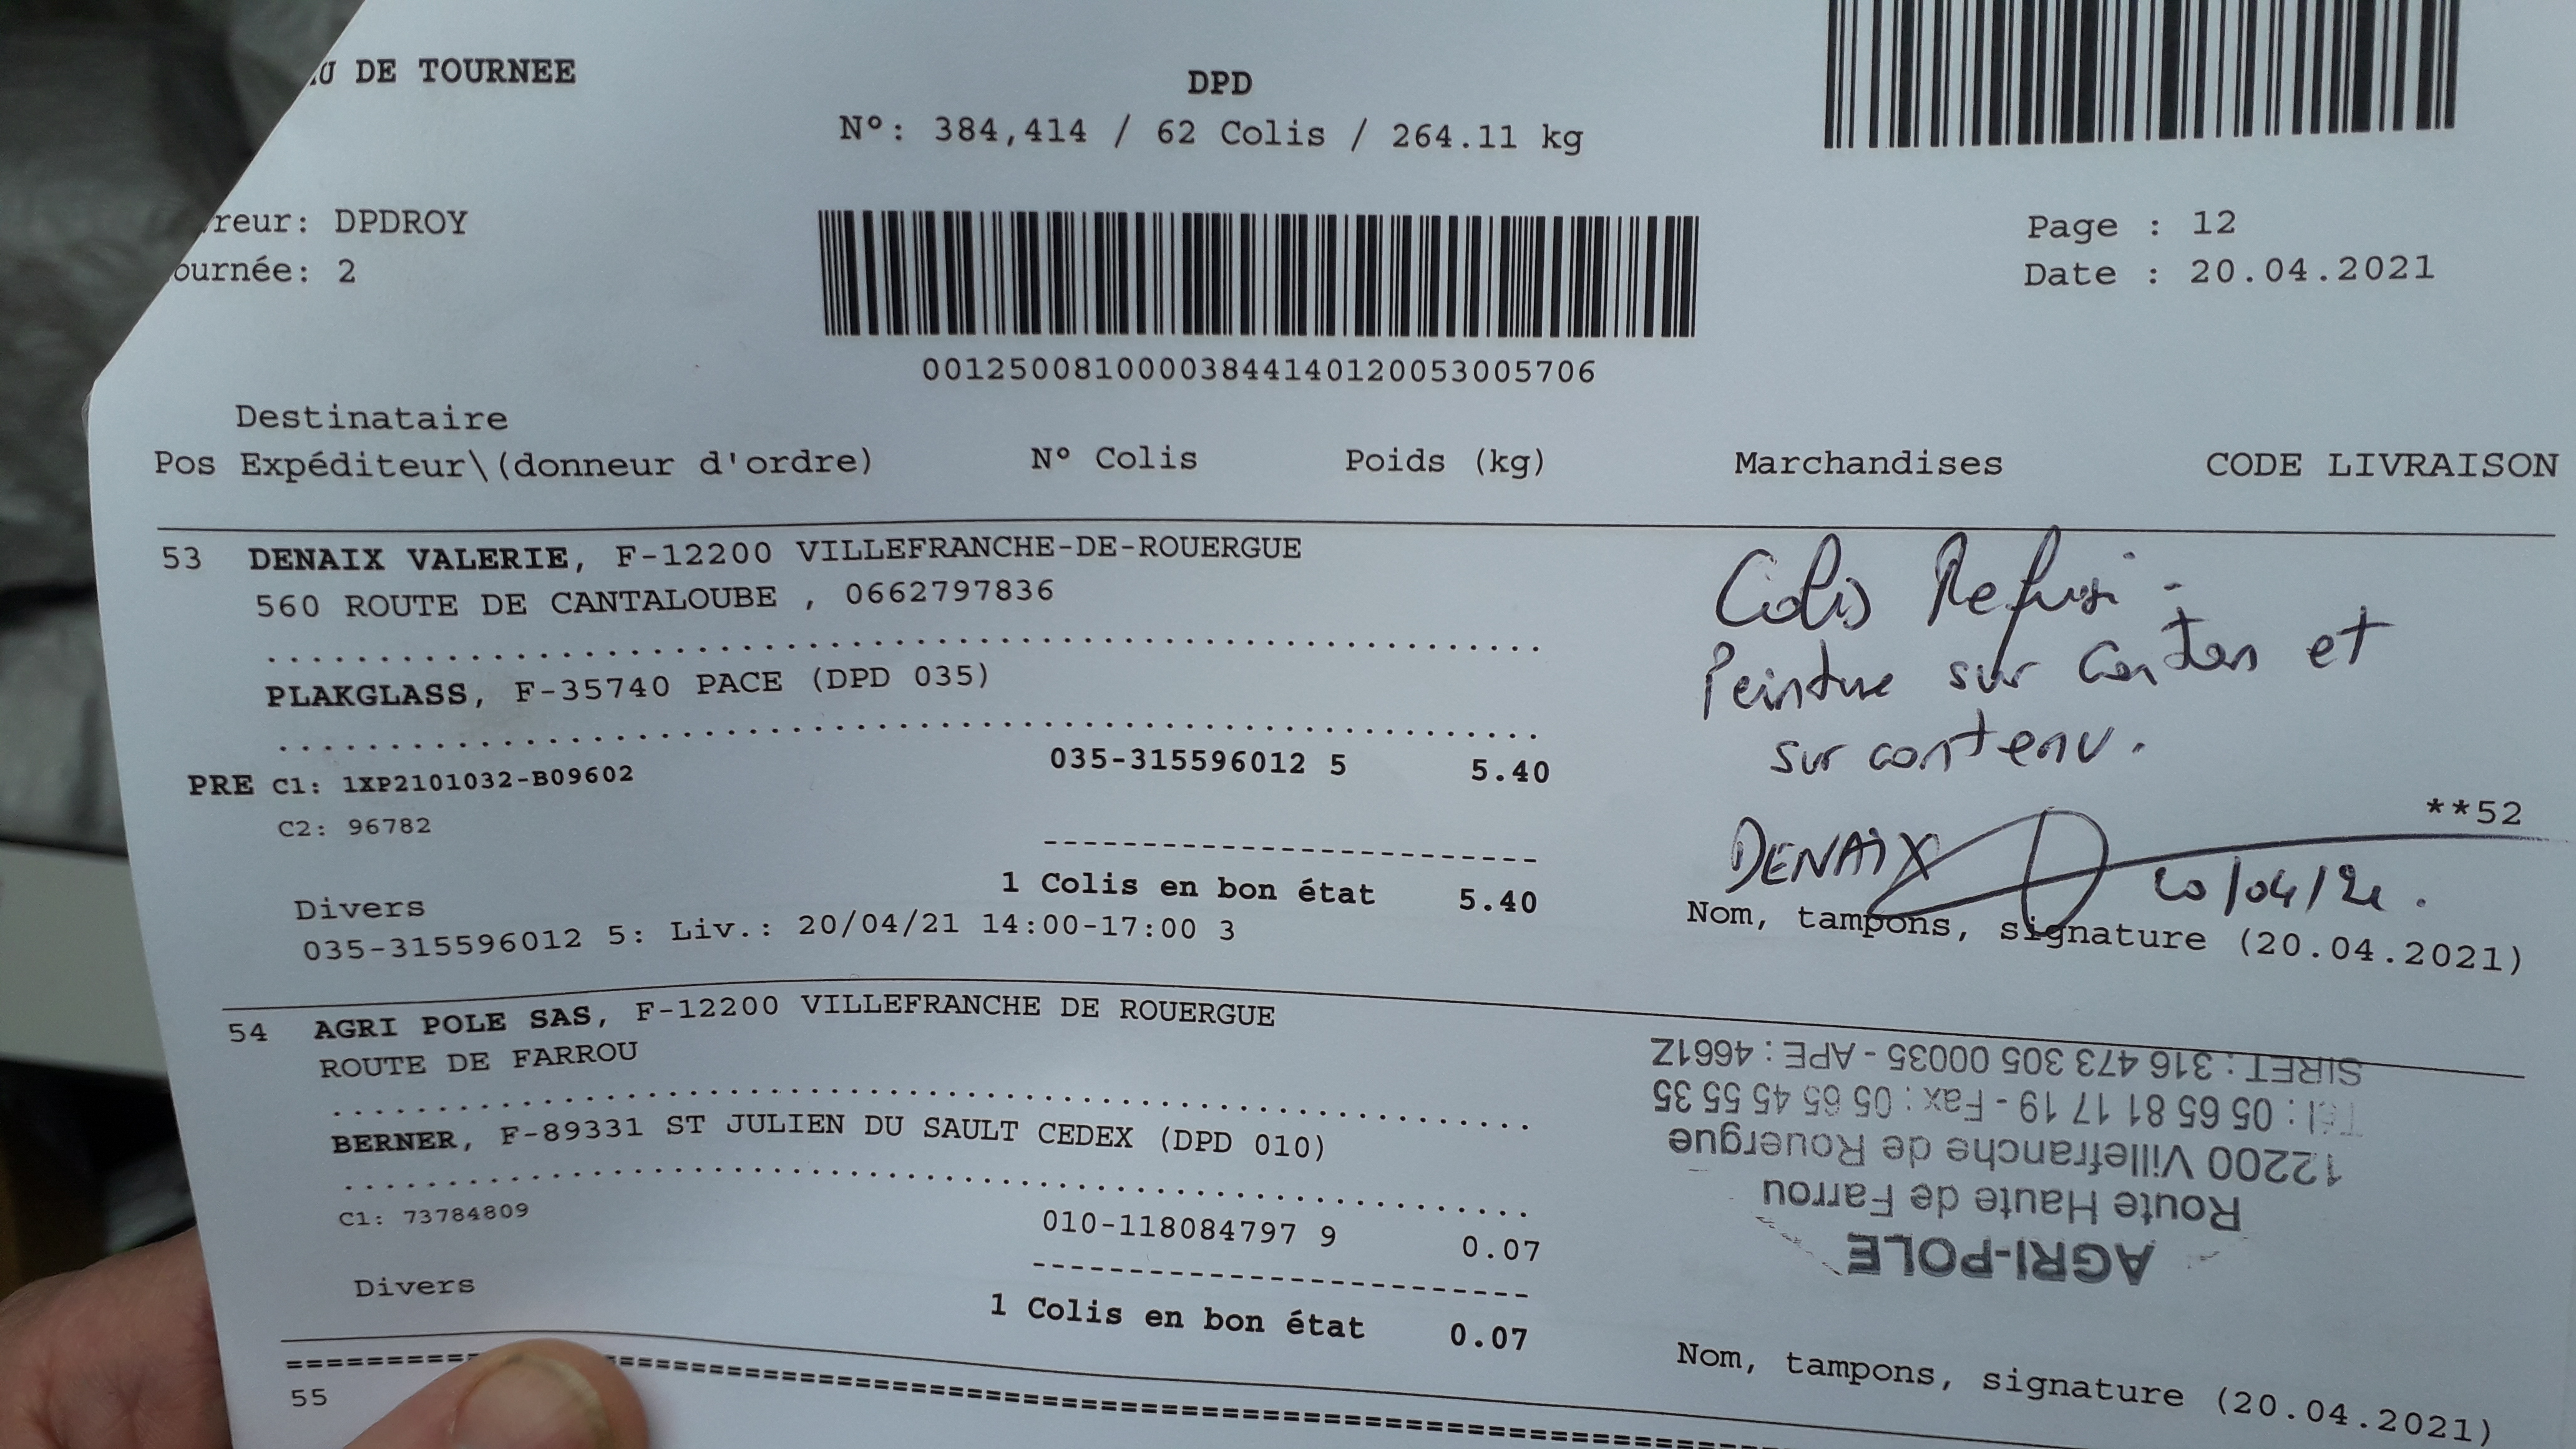 U DE TOURNEE
DPD
N°: 384,414 / 62 Colis / 264.11 kg
reur: DPDROY
Page : 12
ournée: 2
Date : 20.04.2021
001250081000038441401200530057​06
Destinataire
Pos Expéditeur\(donneur d'ordre) N° Colis Poids (kg) Marchandises CODE LIVRAISON
53 DENAIX VALERIE, F-12200 VILLEFRANCHE-DE-ROUERGUE
560 ROUTE DE CANTALOUBE , 0662797836
PLAKGLASS, F-35740 PACE (DPD 035)
PRE C1: 1XP2101032-B09602 035-315596012 5 5.40
C2: 96782
Colis Refusé -
Peinture sur Carton et
sur contenu.
**52
1 Colis en bon état 5.40
Divers
035-315596012 5: Liv.: 20/04/21 14:00-17:00 3
DENAIX 20/04/21.
Nom, tampons, signature (20.04.2021)
54 AGRI POLE SAS, F-12200 VILLEFRANCHE DE ROUERGUE
ROUTE DE FARROU
BERNER, F-89331 ST JULIEN DU SAULT CEDEX (DPD 010)
C1: 73784809 010-118084797 9 0.07
Divers
1 Colis en bon état 0.07
AGRI-POLE
Route Haute de Farrou
12200 Villefranche de Rouergue
Tél : 05 65 81 17 19 - Fax : 05 65 45 55 35
SIRET : 316 473 305 00035 - APE : 4661Z
Nom, tampons, signature (20.04.2021)
55